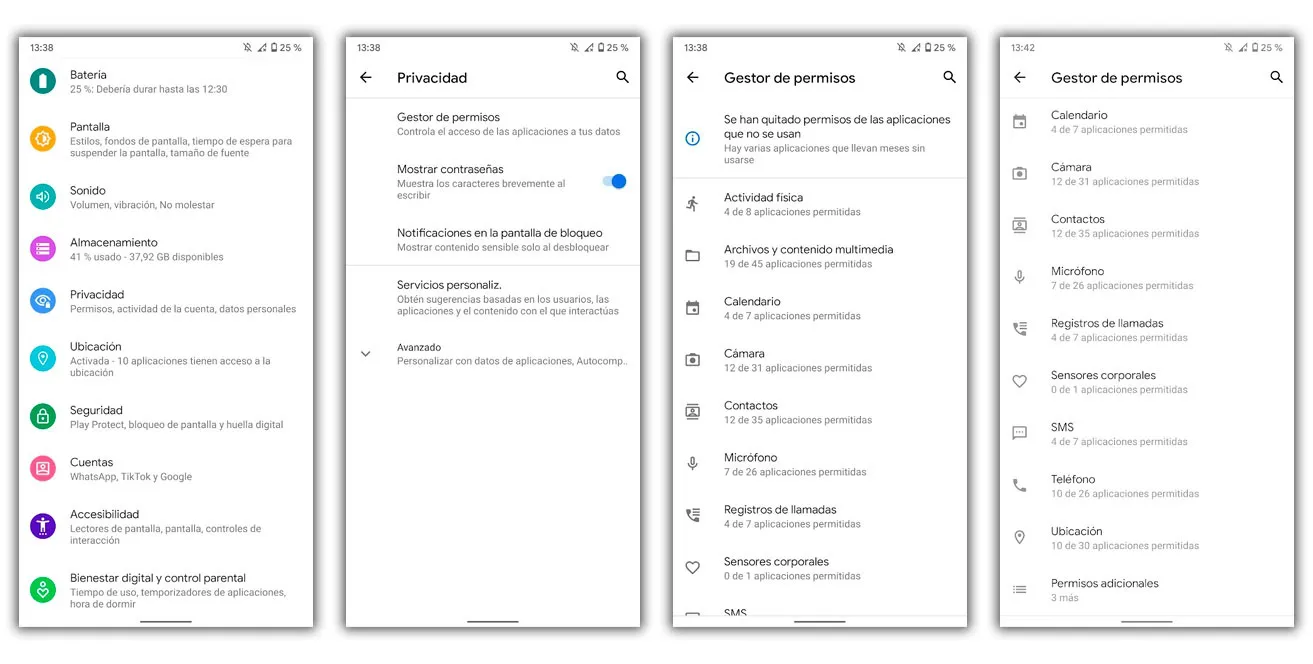 13:38
25 %
Batería
25 %: Debería durar hasta las 12:30
Pantalla
Estilos, fondos de pantalla, tiempo de espera para
suspender la pantalla, tamaño de fuente
Sonido
Volumen, vibración, No molestar
Almacenamiento
41 % usado - 37,92 GB disponibles
Privacidad
Permisos, actividad de la cuenta, datos personales
Ubicación
Activada - 10 aplicaciones tienen acceso a la
ubicación
Seguridad
Play Protect, bloqueo de pantalla y huella digital
Cuentas
WhatsApp, TikTok y Google
Accesibilidad
Lectores de pantalla, pantalla, controles de
interacción
Bienestar digital y control parental
Tiempo de uso, temporizadores de aplicaciones,
hora de dormir
13:38
25 %
Privacidad
Gestor de permisos
Controla el acceso de las aplicaciones a tus datos
Mostrar contraseñas
Muestra los caracteres brevemente al
escribir
Notificaciones en la pantalla de bloqueo
Mostrar contenido sensible solo al desbloquear
Servicios personaliz.
Obtén sugerencias basadas en los usuarios, las
aplicaciones y el contenido con el que interactúas
Avanzado
Personalizar con datos de aplicaciones, Autocomp..
13:38
25 %
Gestor de permisos
Se han quitado permisos de las aplicaciones
que no se usan
Hay varias aplicaciones que llevan meses sin
usarse
Actividad física
4 de 8 aplicaciones permitidas
Archivos y contenido multimedia
19 de 45 aplicaciones permitidas
Calendario
4 de 7 aplicaciones permitidas
Cámara
12 de 31 aplicaciones permitidas
Contactos
12 de 35 aplicaciones permitidas
Micrófono
7 de 26 aplicaciones permitidas
Registros de llamadas
4 de 7 aplicaciones permitidas
Sensores corporales
0 de 1 aplicaciones permitidas
SMS
13:42
25 %
Gestor de permisos
Calendario
4 de 7 aplicaciones permitidas
Cámara
12 de 31 aplicaciones permitidas
Contactos
12 de 35 aplicaciones permitidas
Micrófono
7 de 26 aplicaciones permitidas
Registros de llamadas
4 de 7 aplicaciones permitidas
Sensores corporales
0 de 1 aplicaciones permitidas
SMS
4 de 7 aplicaciones permitidas
Teléfono
10 de 26 aplicaciones permitidas
Ubicación
10 de 30 aplicaciones permitidas
Permisos adicionales
3 más